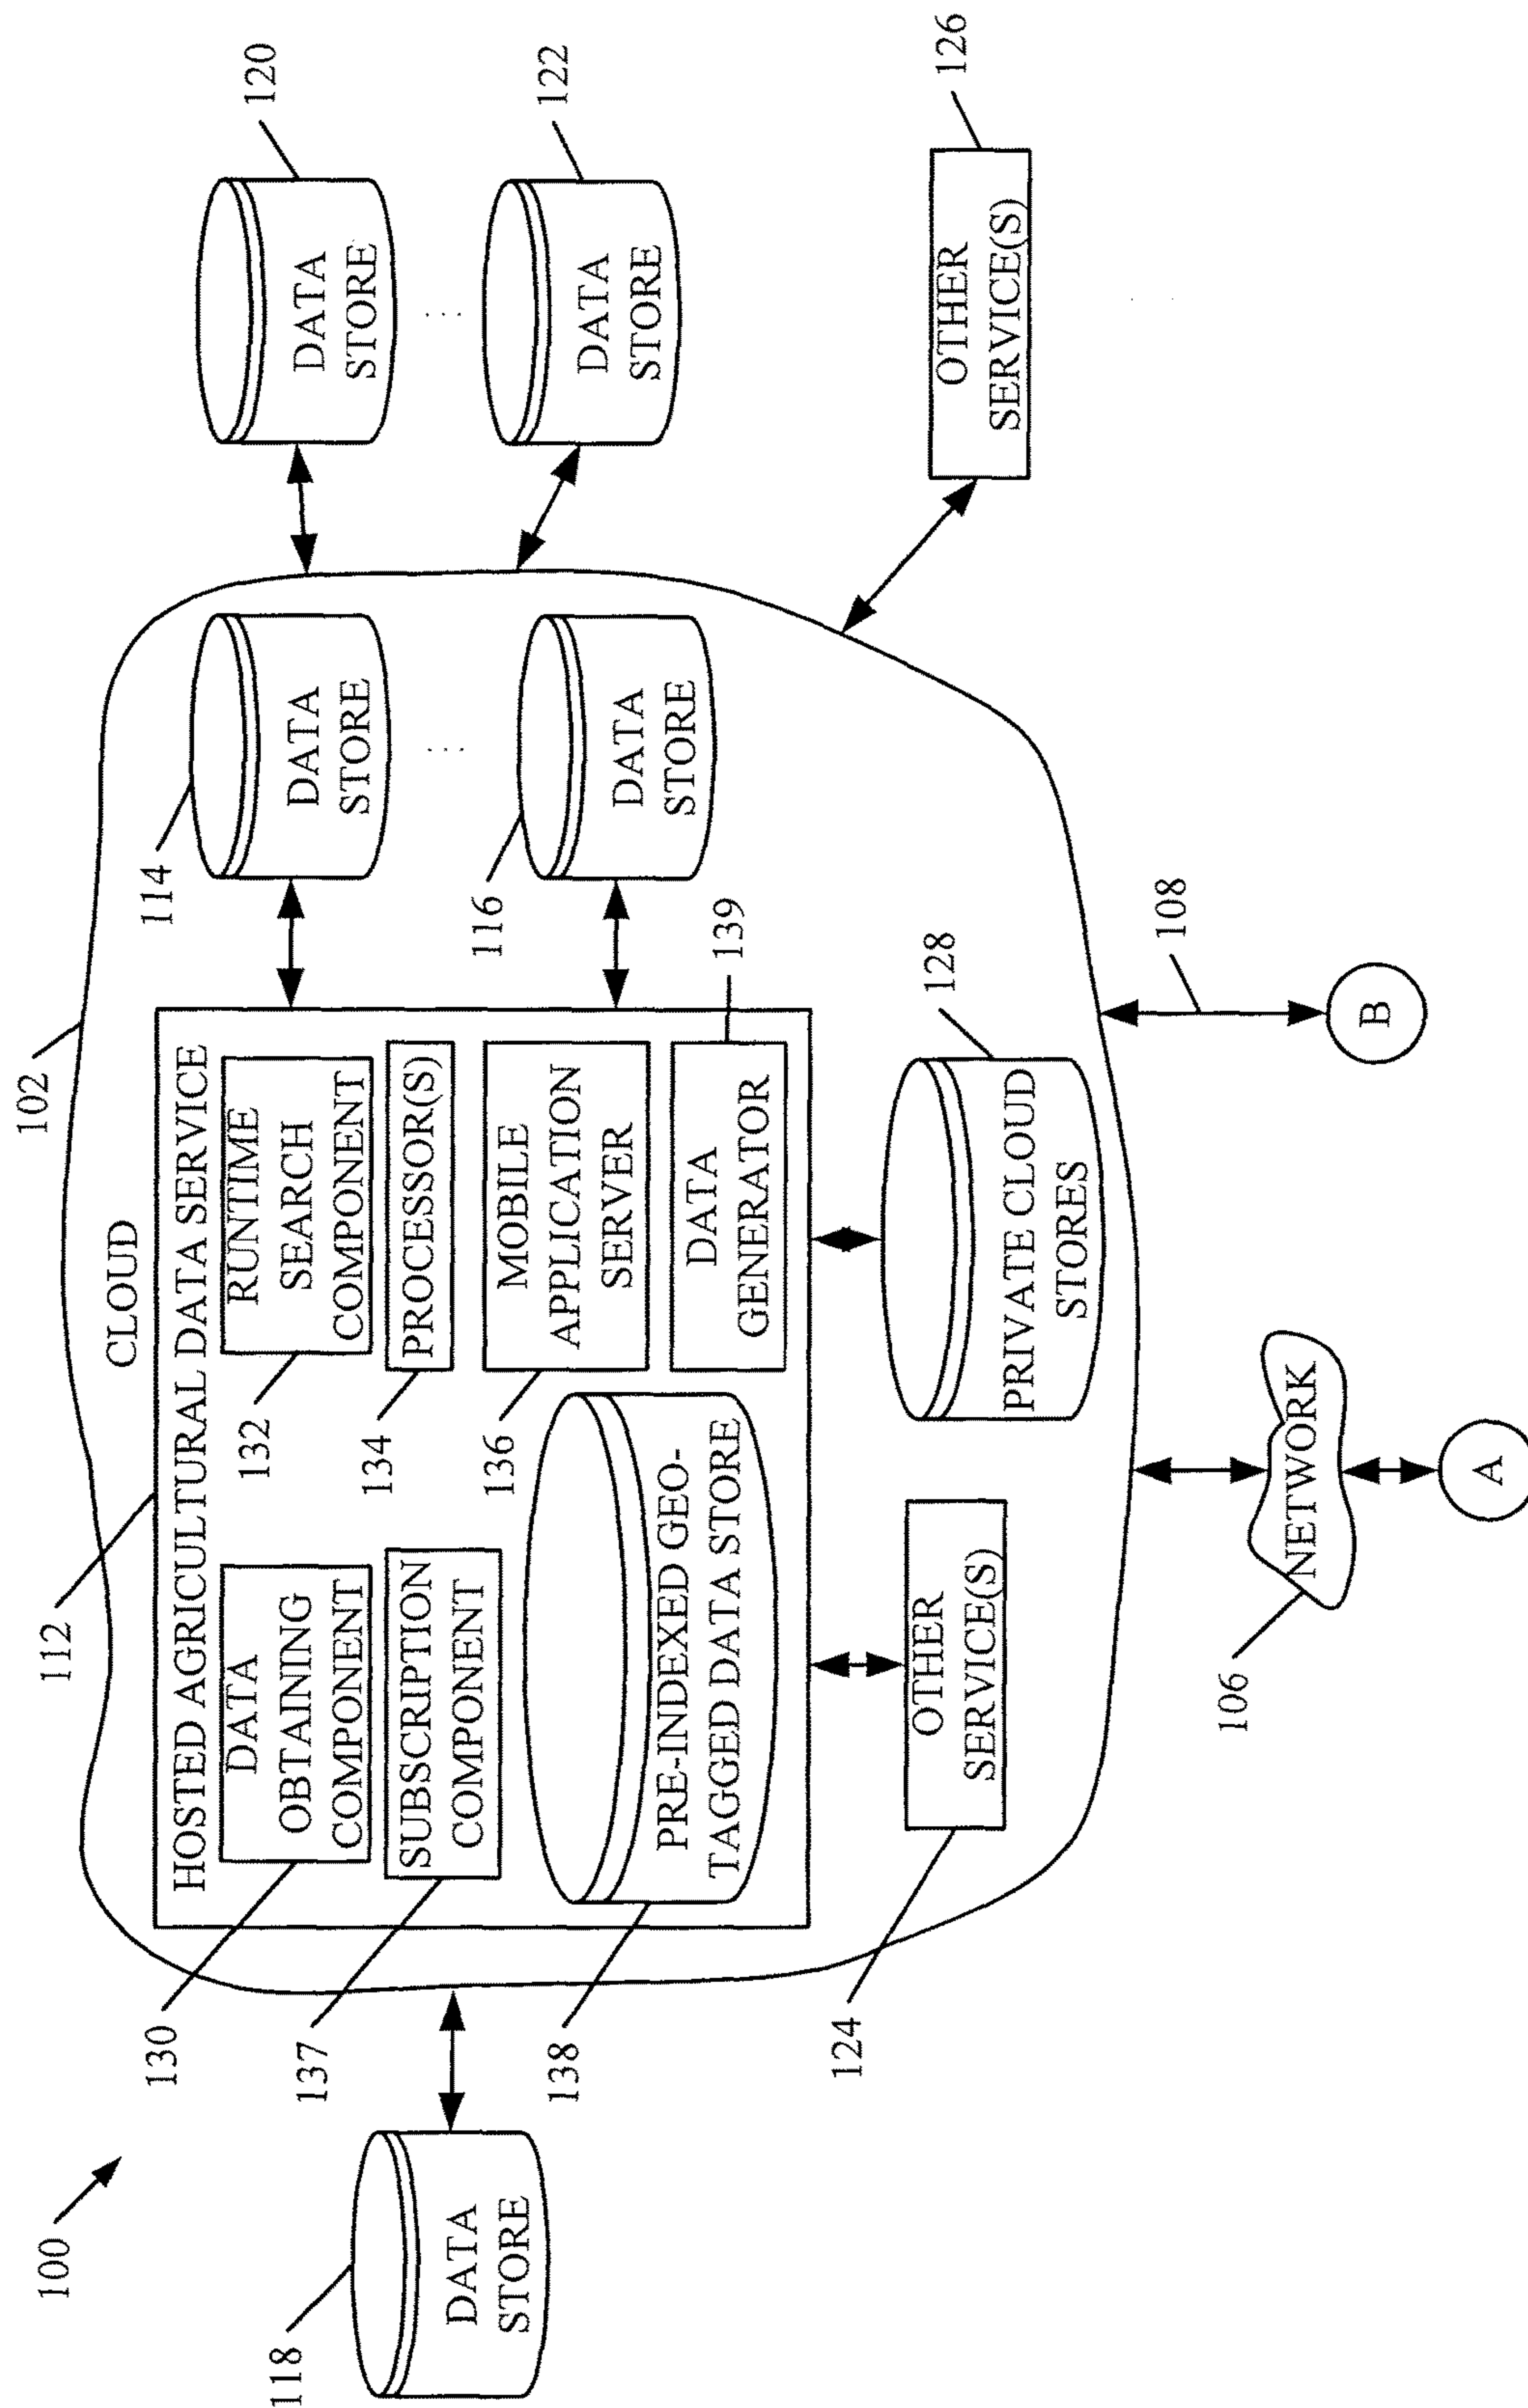 100
102
CLOUD
112
HOSTED AGRICULTURAL DATA SERVICE
DATA
OBTAINING
COMPONENT
130
RUNTIME
SEARCH
COMPONENT
132
SUBSCRIPTION
COMPONENT
137
PROCESSOR(S)
134
MOBILE
APPLICATION
SERVER
136
PRE-INDEXED GEO-
TAGGED DATA STORE
138
DATA
GENERATOR
139
DATA
STORE
114
...
DATA
STORE
116
DATA
STORE
118
DATA
STORE
120
...
DATA
STORE
122
OTHER
SERVICE(S)
124
OTHER
SERVICE(S)
126
PRIVATE CLOUD
STORES
128
NETWORK
106
108
A
B